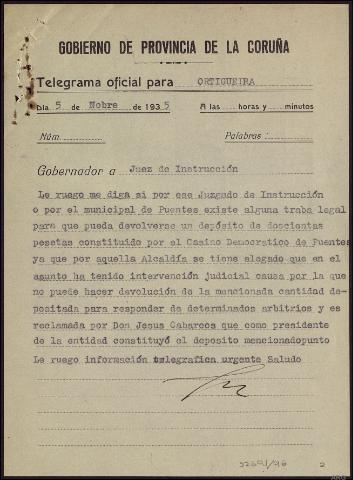 GOBIERNO DE PROVINCIA DE LA CORUÑA
Telegrama oficial para ORTIGUEIRA
Día 5 de Nobre de 1935 A las horas y minutos
Núm. Palabras:
Gobernador a Juez de Instrucción
Le ruego me diga si por ese Juzgado de Instrucción
o por el municipal de Puentes existe alguna traba legal
para que pueda devolverse un depósito de doscientas
pesetas constituido por el Casino Democratico de Puentes
ya que por aquella Alcaldía se tiene alegado que en el
asunto ha tenido intervención judicial causa por la que
no puede hacer devolución de la mencionada cantidad de-
positada para responder de determinados arbitrios y es
reclamada por Don Jesus Cabarcos que como presidente
de la entidad constituyó el deposito mencionadopunto
Le ruego información telegrafica urgente Saludo
32691/96 2